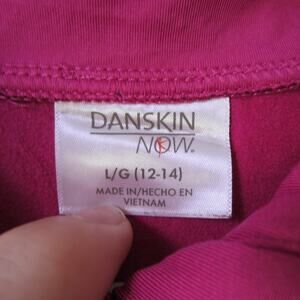 DANSKIN
NOW.
L/G (12-14)
MADE IN/HECHO EN
VIETNAM